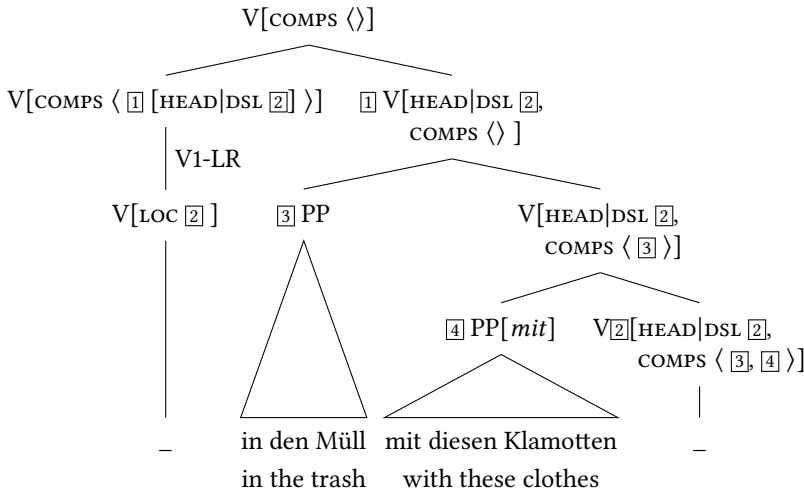 V[COMPS ⟨⟩]
V[COMPS ⟨ 1 [HEAD|DSL 2] ⟩] 1 V[HEAD|DSL 2,
COMPS ⟨⟩ ]
V1-LR
V[LOC 2 ] 3 PP V[HEAD|DSL 2,
COMPS ⟨ 3 ⟩]
4 PP[mit] V2[HEAD|DSL 2,
COMPS ⟨ 3, 4 ⟩]
_ in den Müll mit diesen Klamotten _
in the trash with these clothes